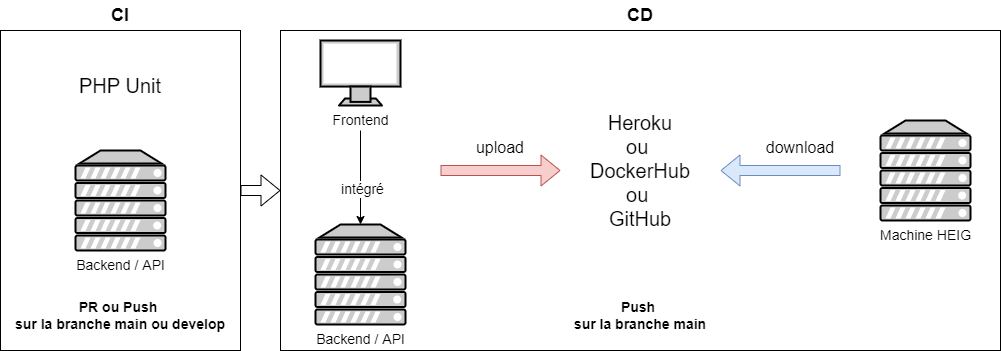 CI
PHP Unit
Backend / API
PR ou Push
sur la branche main ou develop
CD
Frontend
intégré
Backend / API
upload
Heroku
ou
DockerHub
ou
GitHub
download
Machine HEIG
Push
sur la branche main